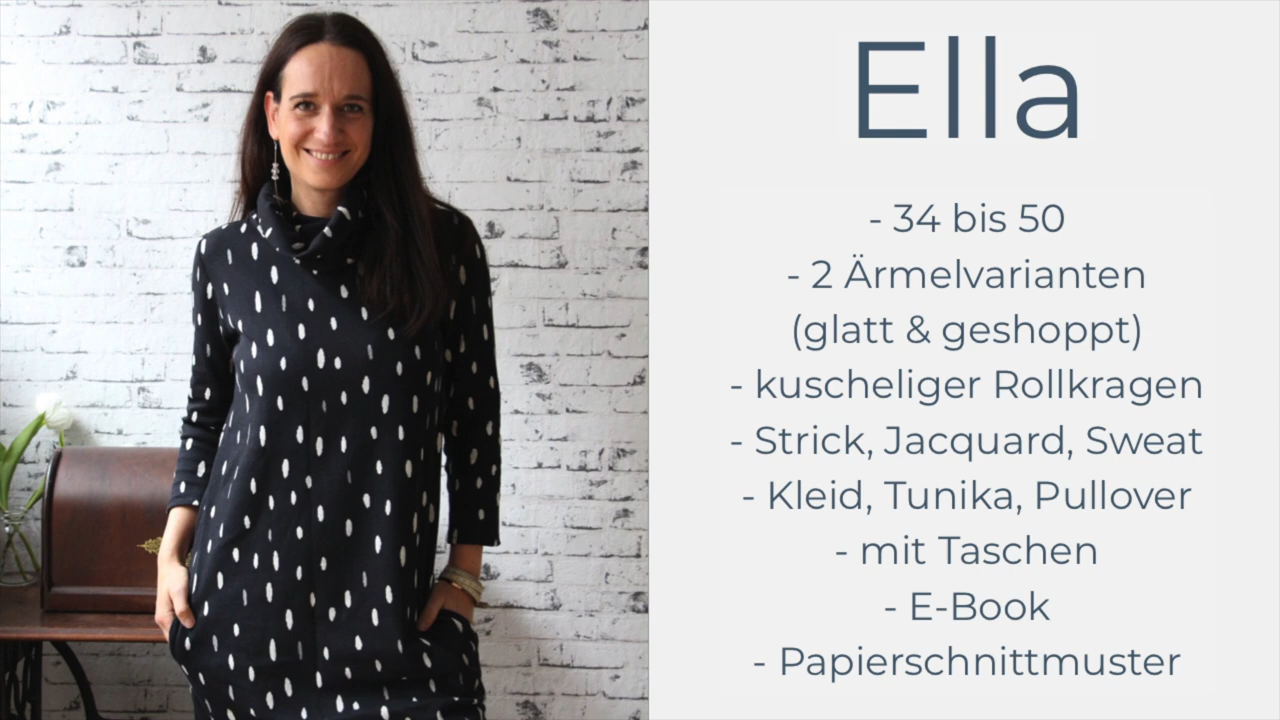 Ella
- 34 bis 50
- 2 Ärmelvarianten
(glatt & geshoppt)
- kuscheliger Rollkragen
- Strick, Jacquard, Sweat
- Kleid, Tunika, Pullover
- mit Taschen
- E-Book
- Papierschnittmuster